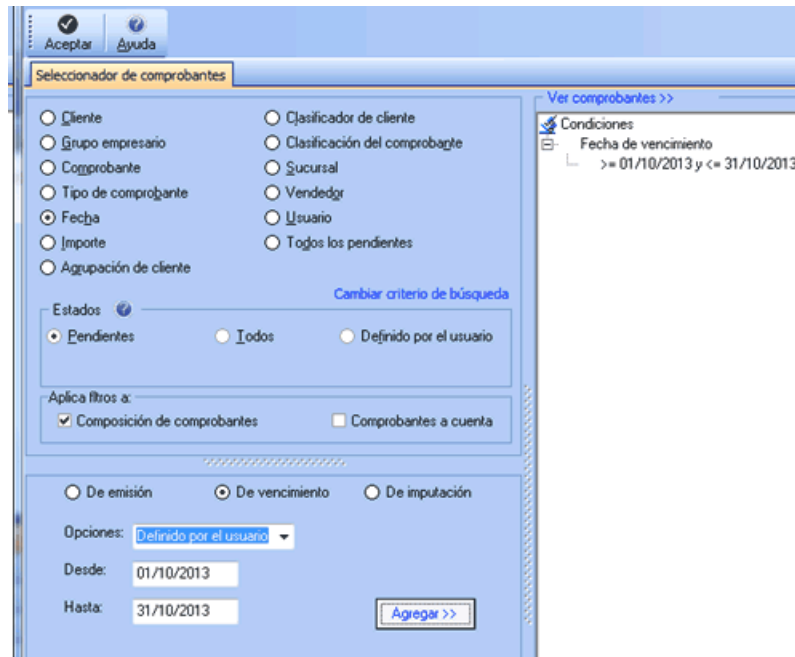 Aceptar Ayuda
Seleccionador de comprobantes
Cliente
Grupo empresario
Comprobante
Tipo de comprobante
Fecha
Importe
Agrupación de cliente
Clasificador de cliente
Clasificación del comprobante
Sucursal
Vendedor
Usuario
Todos los pendientes
Cambiar criterio de búsqueda
Estados
Pendientes Todos Definido por el usuario
Aplica filtros a:
Composición de comprobantes Comprobantes a cuenta
De emisión De vencimiento De imputación
Opciones: Definido por el usuario
Desde: 01/10/2013
Hasta: 31/10/2013
Agregar >>
Ver comprobantes >>
Condiciones
Fecha de vencimiento
>= 01/10/2013 y <= 31/10/2013